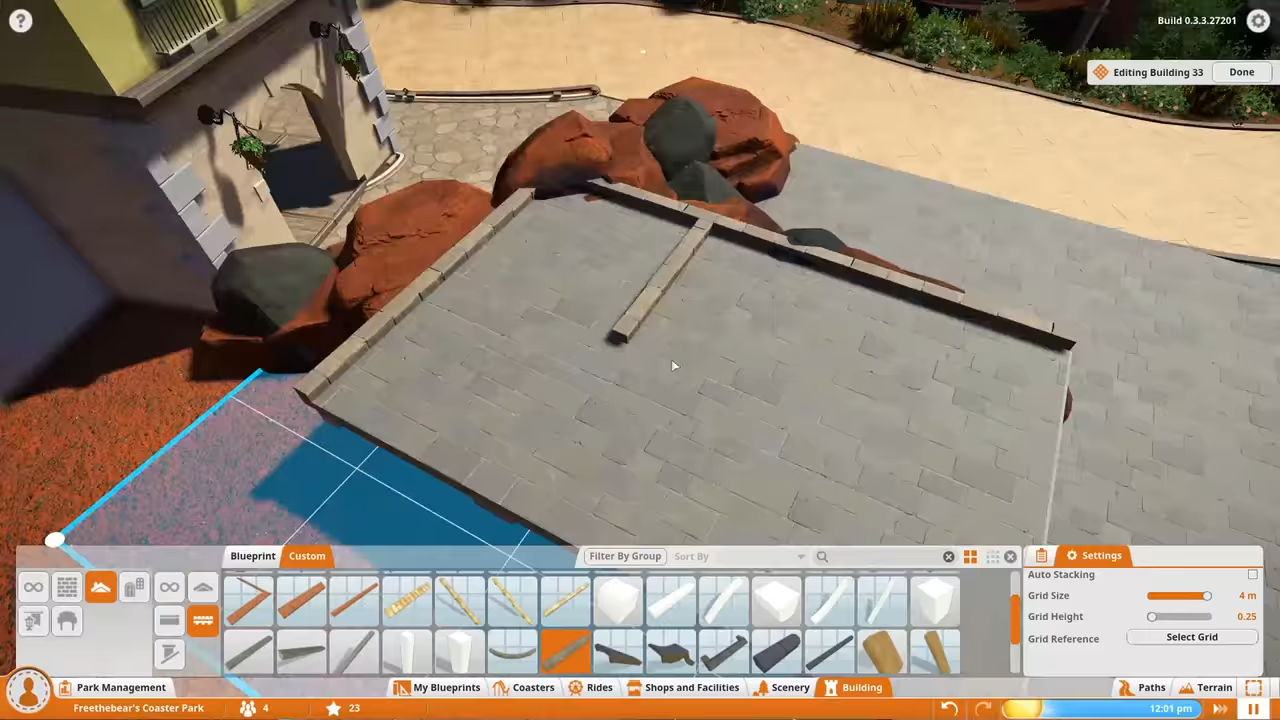 Build 0.3.3.27201
Editing Building 33
Done
Blueprint
Custom
Filter By Group
Sort By
Settings
Auto Stacking
Grid Size
4 m
Grid Height
0.25
Grid Reference
Select Grid
Park Management
My Blueprints
Coasters
Rides
Shops and Facilities
Scenery
Building
Paths
Terrain
Freethebear's Coaster Park
4
23
12:01 pm